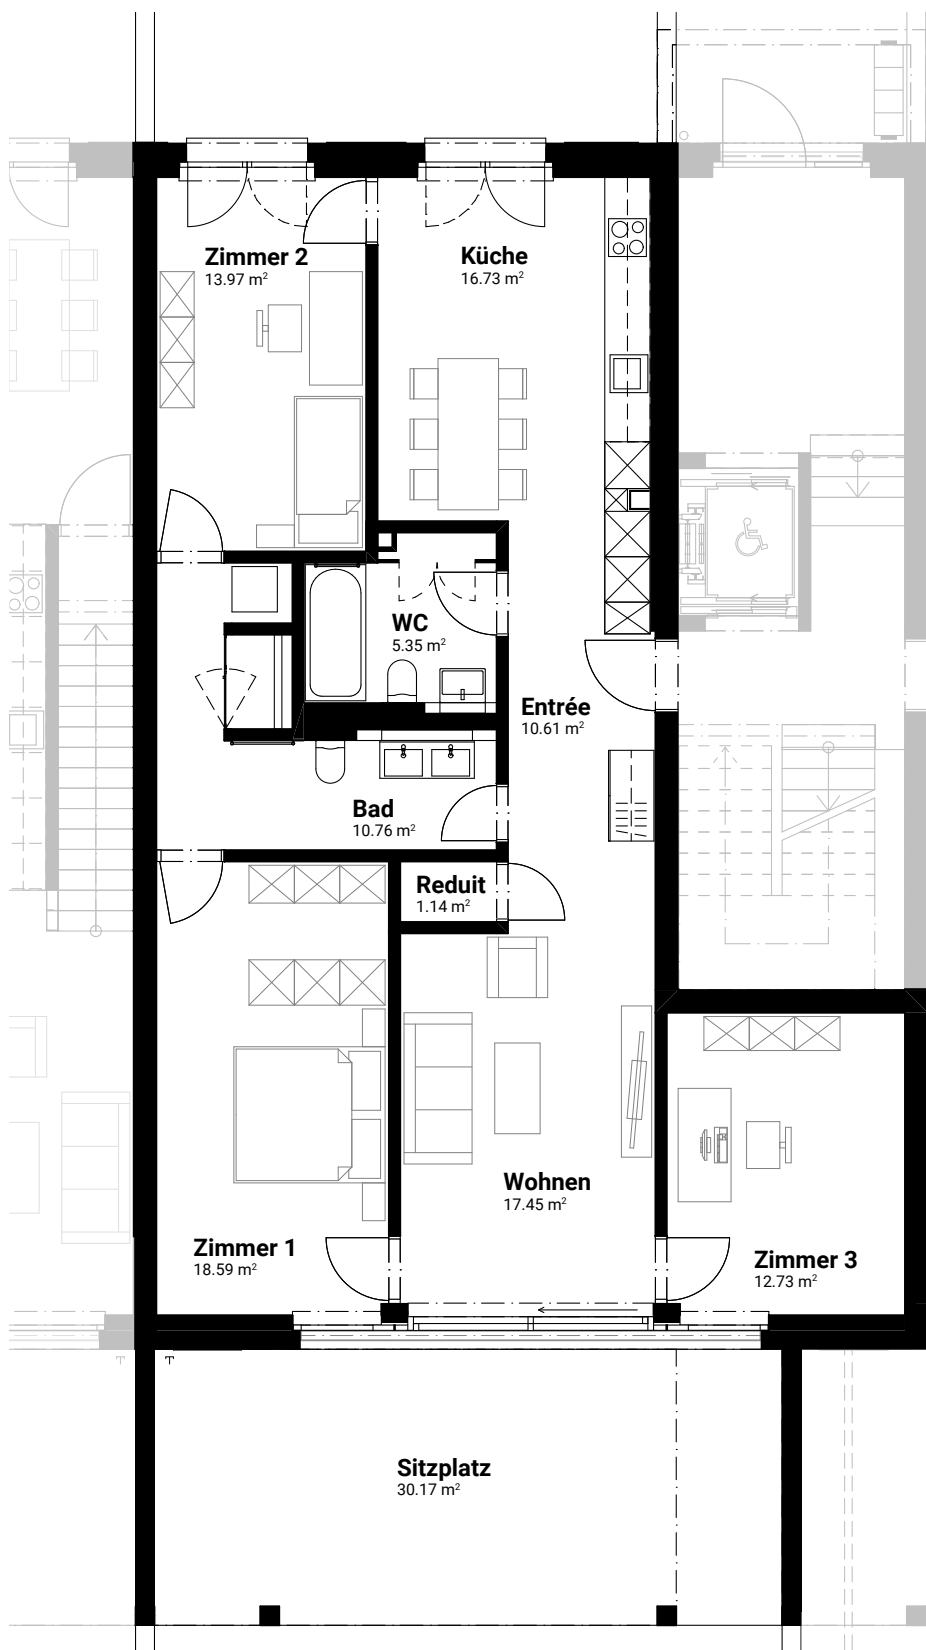 Zimmer 2
13.97 m²
Küche
16.73 m²
WC
5.35 m²
Entrée
10.61 m²
Bad
10.76 m²
Reduit
1.14 m²
Wohnen
17.45 m²
Zimmer 1
18.59 m²
Zimmer 3
12.73 m²
Sitzplatz
30.17 m²